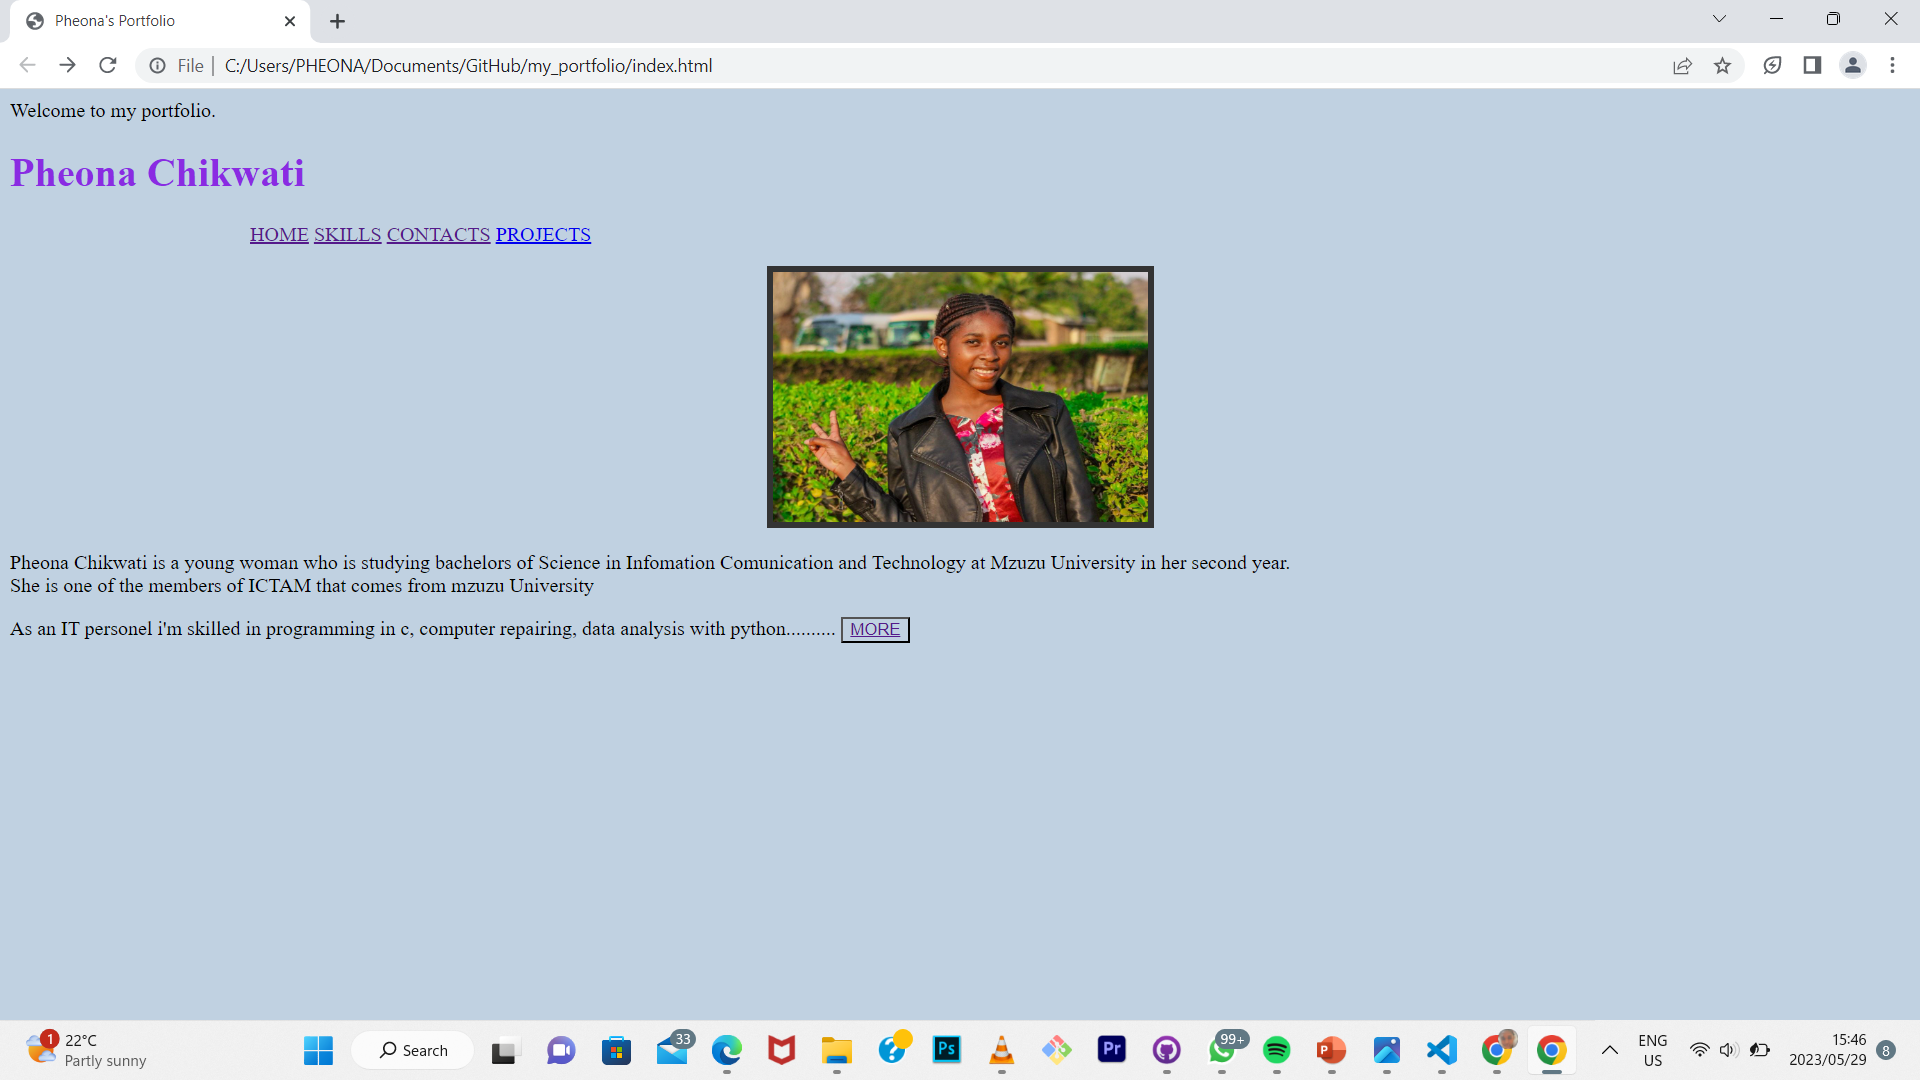 Pheona's Portfolio
File
C:/Users/PHEONA/Documents/GitHub/my_portfolio/index.html
Welcome to my portfolio.
Pheona Chikwati
HOME SKILLS CONTACTS PROJECTS
Pheona Chikwati is a young woman who is studying bachelors of Science in Infomation Comunication and Technology at Mzuzu University in her second year.
She is one of the members of ICTAM that comes from mzuzu University
As an IT personel i'm skilled in programming in c, computer repairing, data analysis with python.......... MORE
1
22°C
Partly sunny
Search
33
Ps
Pr
99+
P
ENG
US
15:46
2023/05/29
8